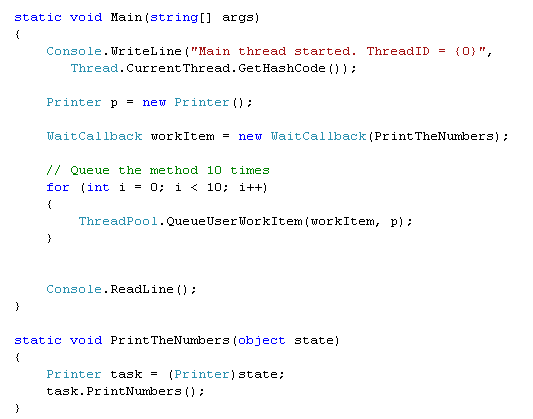 static void Main(string[] args)
{
Console.WriteLine("Main thread started. ThreadID = {0}",
Thread.CurrentThread.GetHashCode());
Printer p = new Printer();
WaitCallback workItem = new WaitCallback(PrintTheNumbers);
// Queue the method 10 times
for (int i = 0; i < 10; i++)
{
ThreadPool.QueueUserWorkItem(workItem, p);
}
Console.ReadLine();
}
static void PrintTheNumbers(object state)
{
Printer task = (Printer)state;
task.PrintNumbers();
}